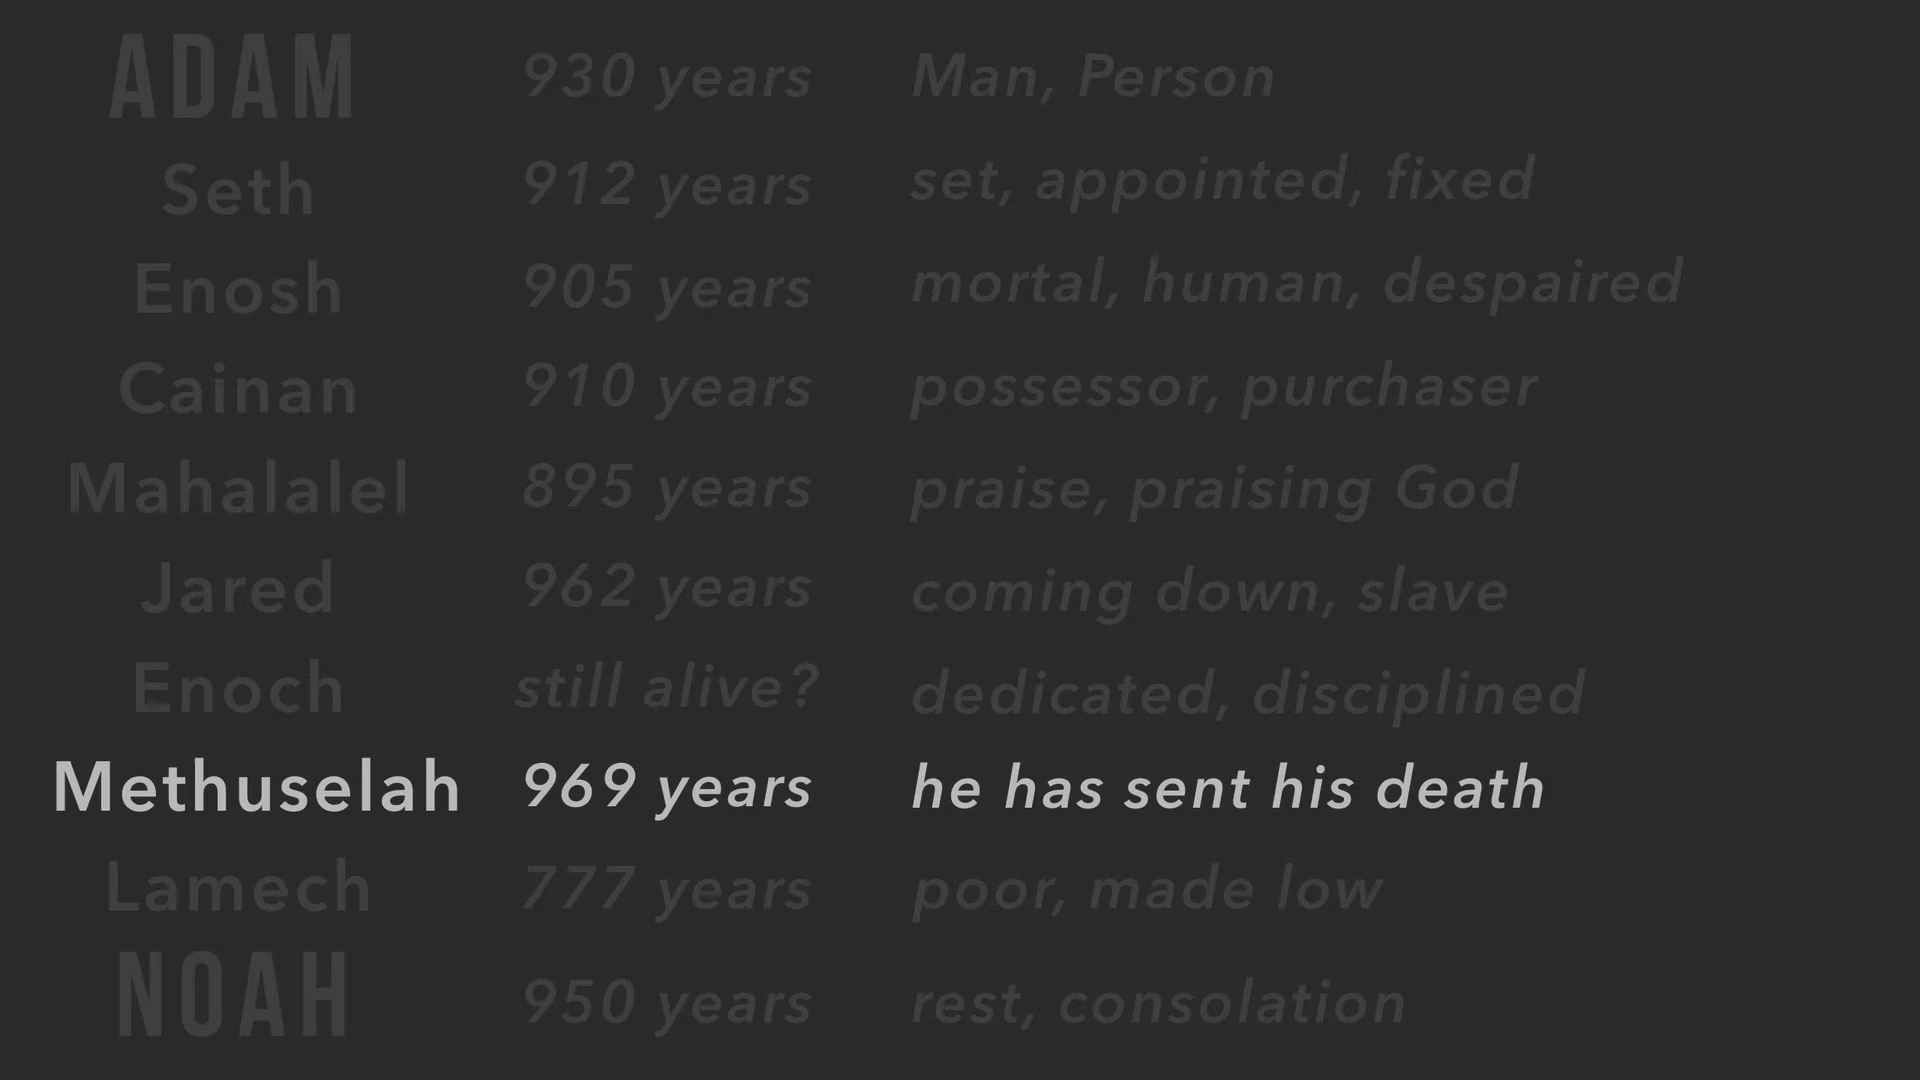 ADAM 930 years Man, Person
Seth 912 years set, appointed, fixed
Enosh 905 years mortal, human, despaired
Cainan 910 years possessor, purchaser
Mahalalel 895 years praise, praising God
Jared 962 years coming down, slave
Enoch still alive? dedicated, disciplined
Methuselah 969 years he has sent his death
Lamech 777 years poor, made low
NOAH 950 years rest, consolation